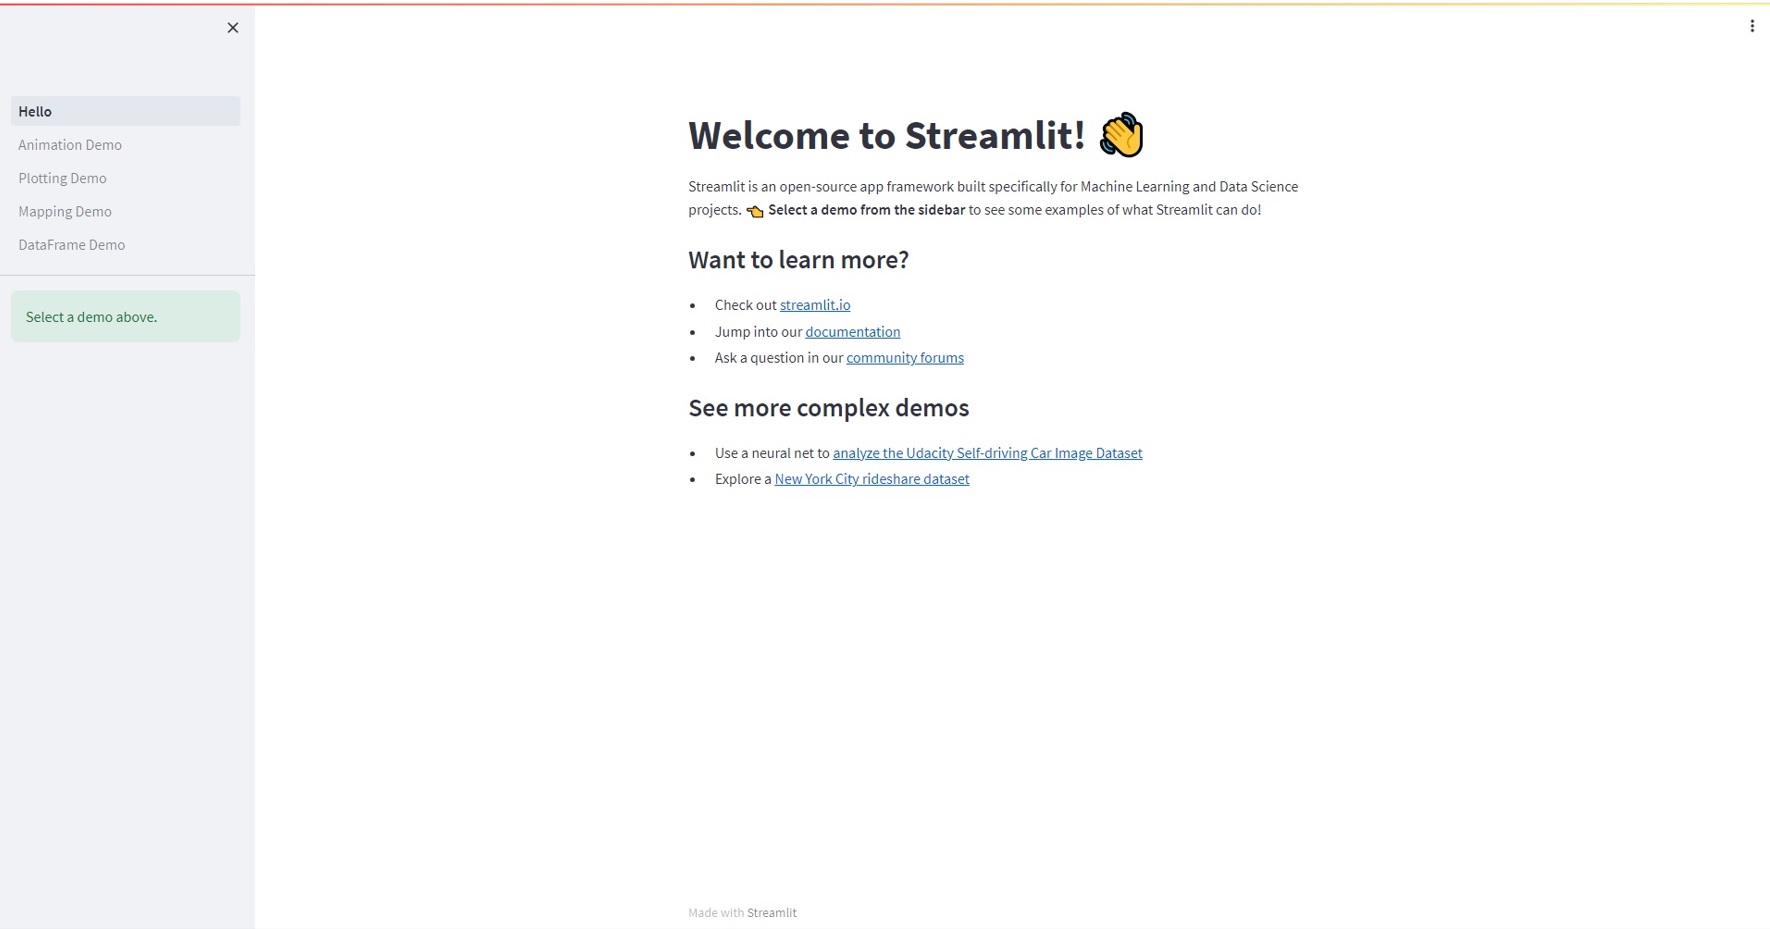 Hello
Animation Demo
Plotting Demo
Mapping Demo
DataFrame Demo
Select a demo above.
Welcome to Streamlit! 👋
Streamlit is an open-source app framework built specifically for Machine Learning and Data Science
projects. 👈 Select a demo from the sidebar to see some examples of what Streamlit can do!
Want to learn more?
• Check out streamlit.io
• Jump into our documentation
• Ask a question in our community forums
See more complex demos
• Use a neural net to analyze the Udacity Self-driving Car Image Dataset
• Explore a New York City rideshare dataset
Made with Streamlit